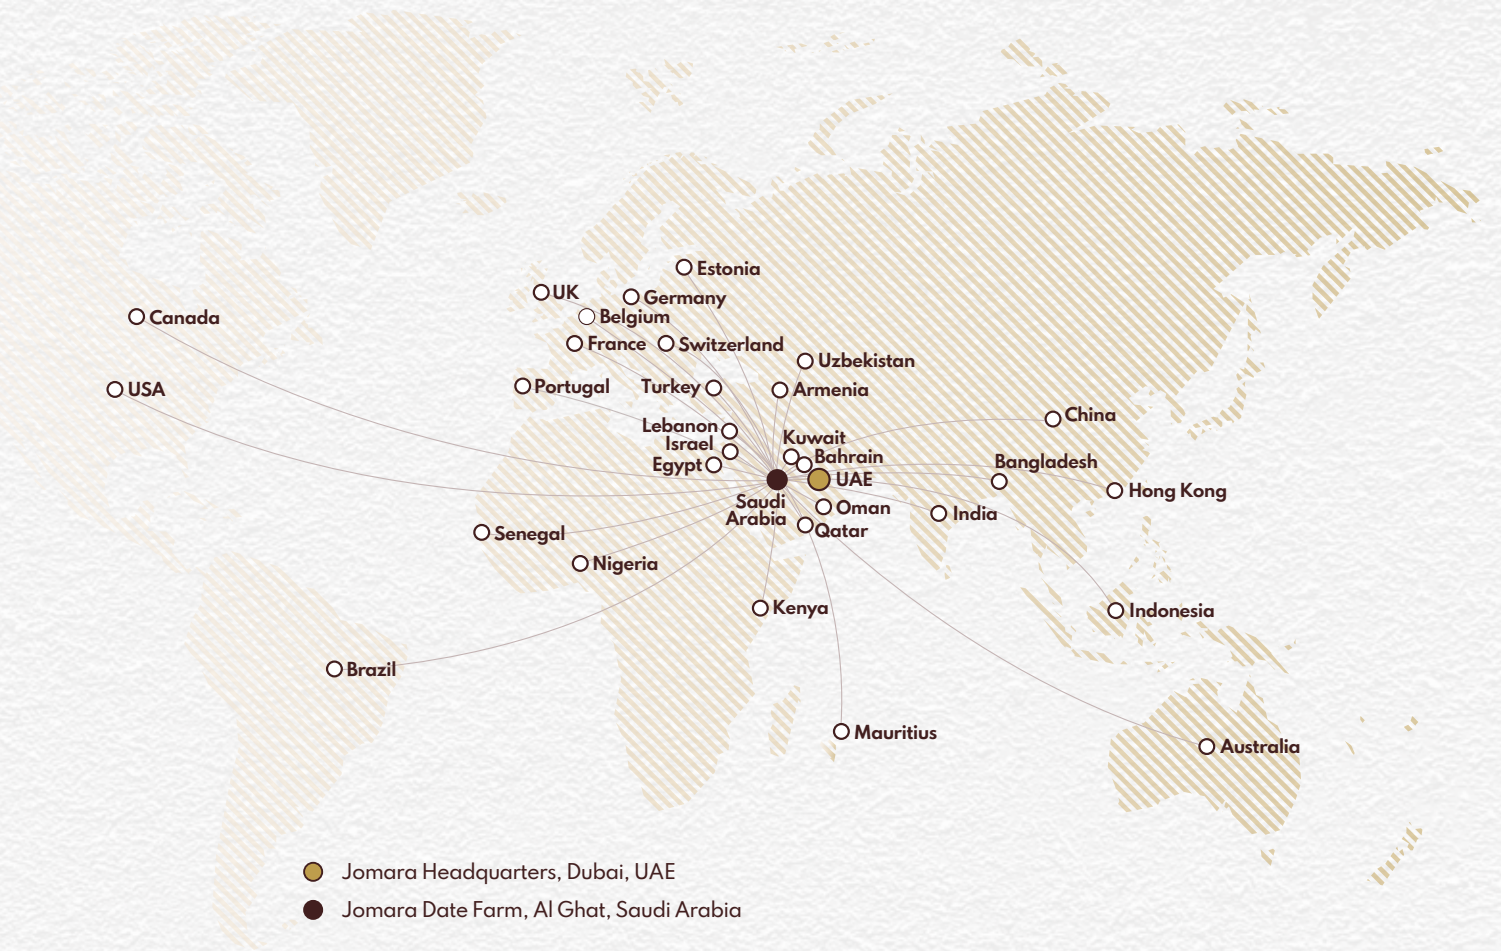 Estonia
UK
Germany
Belgium
Canada
France
Switzerland
Uzbekistan
USA
Portugal
Turkey
Armenia
China
Lebanon
Kuwait
Israel
Bahrain
Egypt
Bangladesh
UAE
Hong Kong
Saudi
Arabia
Oman
India
Qatar
Senegal
Nigeria
Kenya
Indonesia
Brazil
Mauritius
Australia
Jomara Headquarters, Dubai, UAE
Jomara Date Farm, Al Ghat, Saudi Arabia